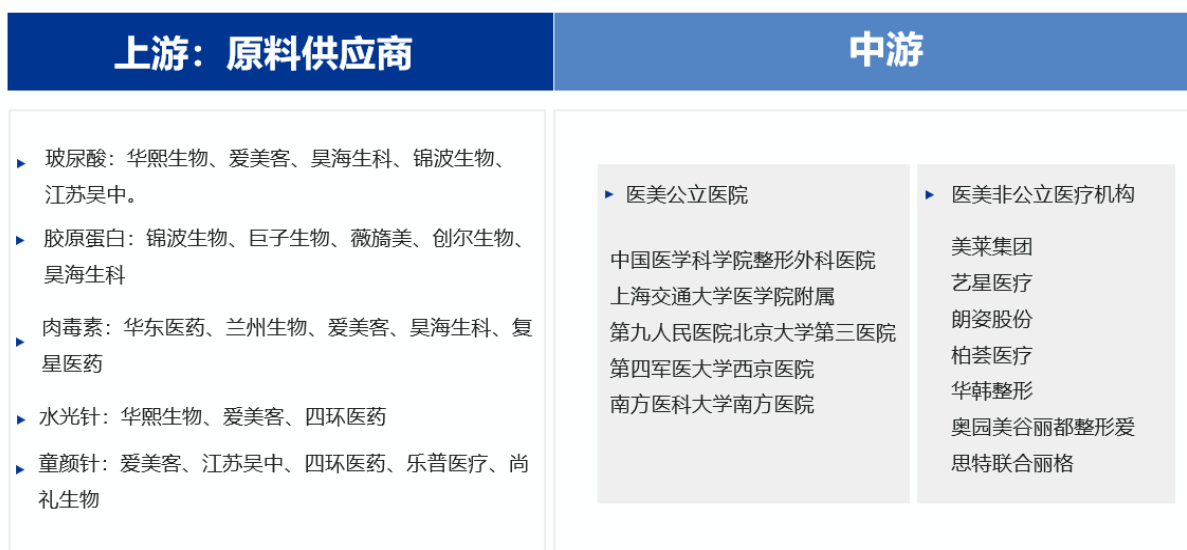 上游：原料供应商
中游
玻尿酸：华熙生物、爱美客、昊海生科、锦波生物、
江苏吴中。
胶原蛋白：锦波生物、巨子生物、薇旖美、创尔生物、
昊海生科
肉毒素：华东医药、兰州生物、爱美客、昊海生科、复
星医药
水光针：华熙生物、爱美客、四环医药
童颜针：爱美客、江苏吴中、四环医药、乐普医疗、尚
礼生物
医美公立医院
中国医学科学院整形外科医院
上海交通大学医学院附属
第九人民医院北京大学第三医院
第四军医大学西京医院
南方医科大学南方医院
医美非公立医疗机构
美莱集团
艺星医疗
朗姿股份
柏荟医疗
华韩整形
奥园美谷丽都整形爱
思特联合丽格